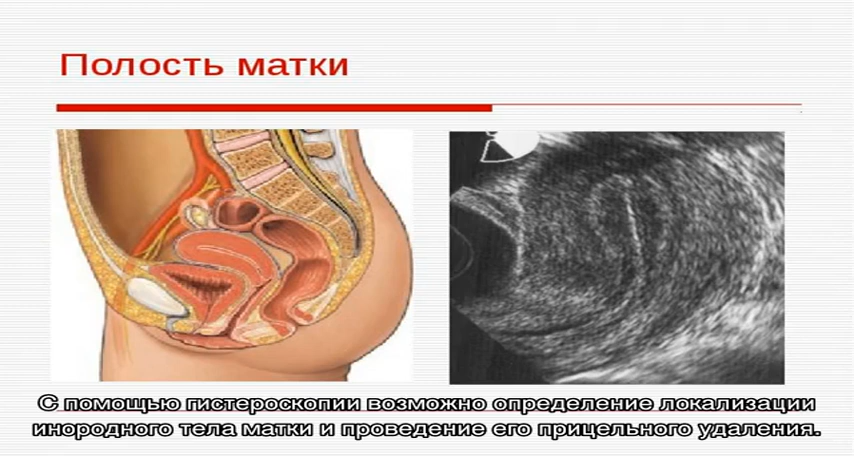 Полость матки
С помощью гистероскопии возможно определение локализации
инородного тела матки и проведение его прицельного удаления.